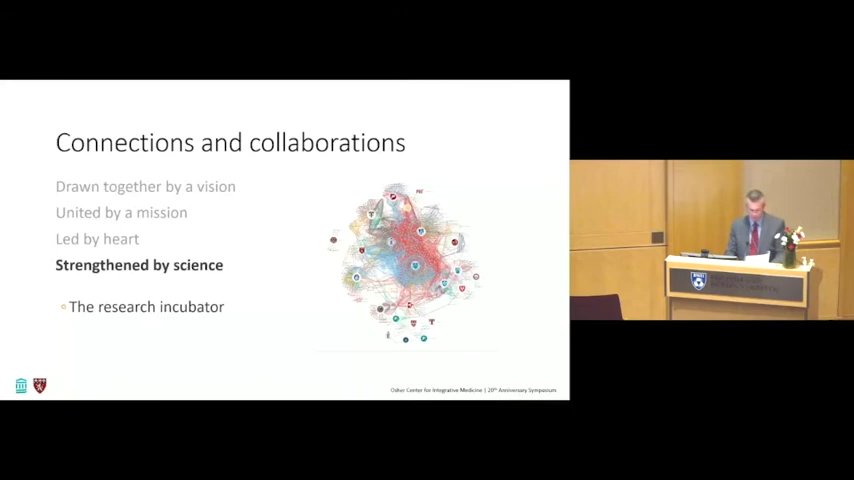 Connections and collaborations
Drawn together by a vision
United by a mission
Led by heart
Strengthened by science
The research incubator
Osher Center for Integrative Medicine | 20th Anniversary Symposium